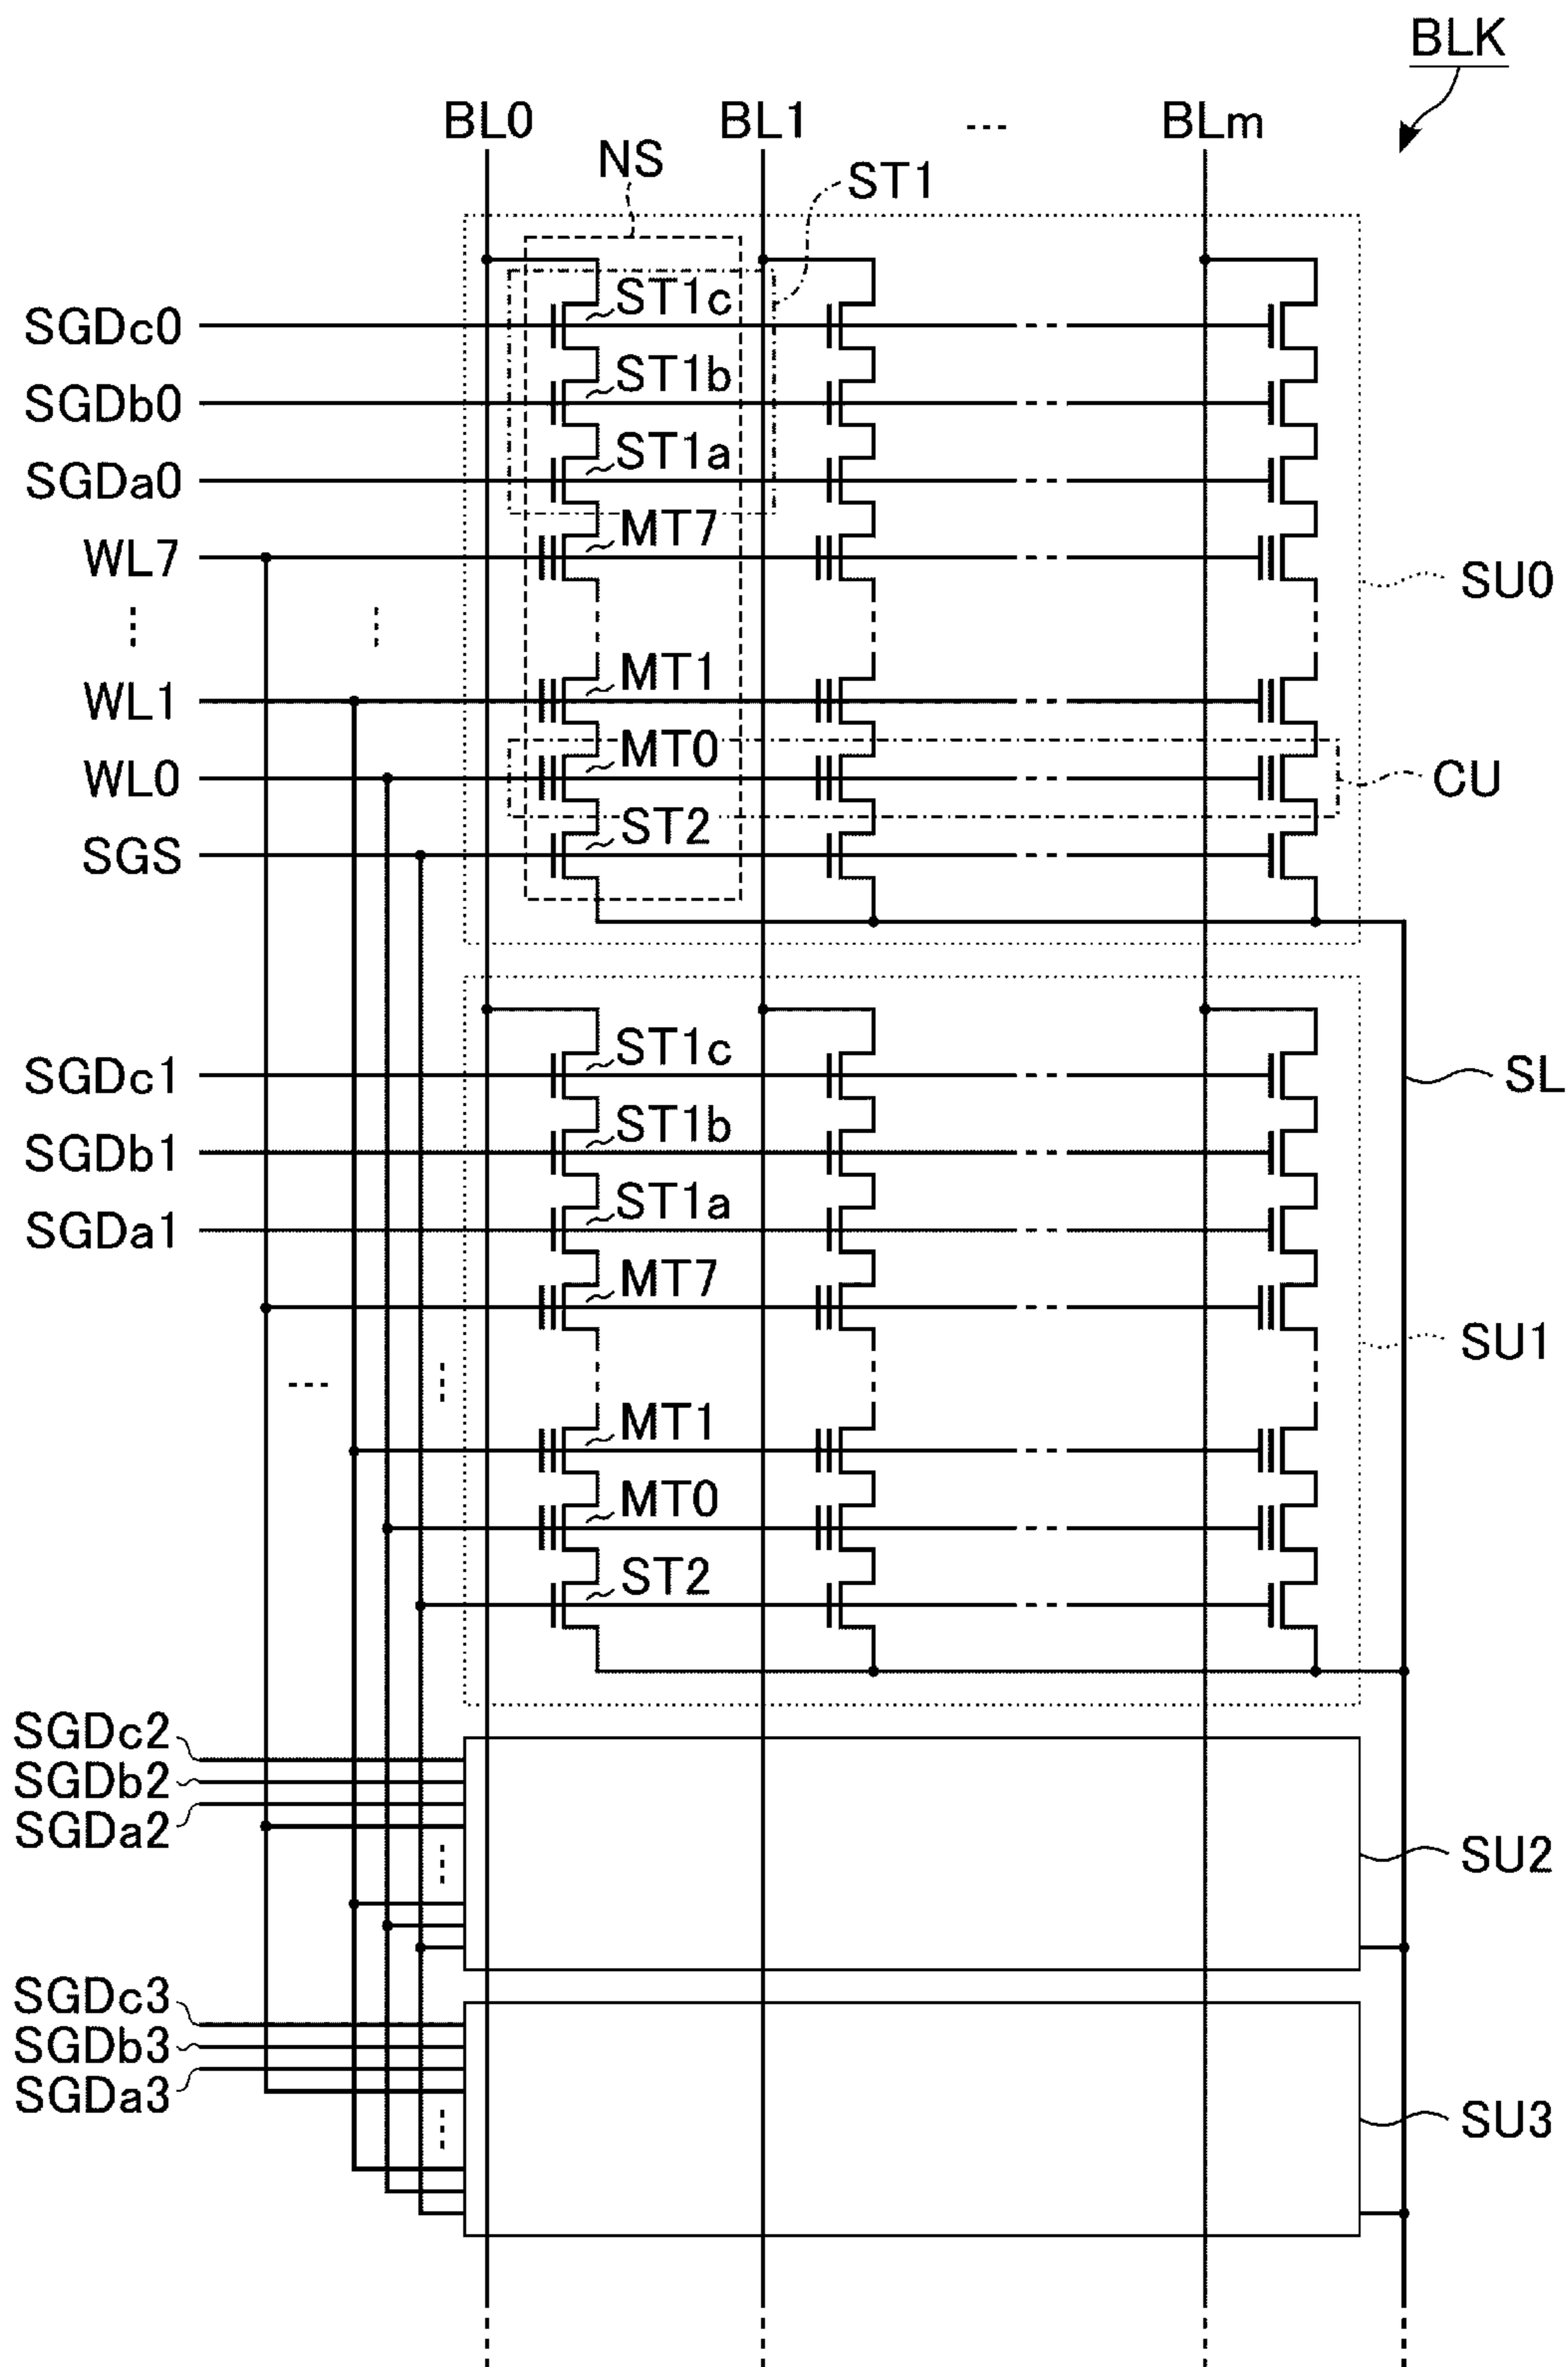 BLK
BL0 BL1 --- BLm
NS ST1
SGDc0 ST1c
SGDb0 ST1b
SGDa0 ST1a
WL7 MT7
SU0
WL1 MT1
WL0 MT0 CU
SGS ST2
SGDc1 ST1c SL
SGDb1 ST1b
SGDa1 ST1a
MT7
SU1
MT1
MT0
ST2
SGDc2
SGDb2
SGDa2
SU2
SGDc3
SGDb3
SGDa3
SU3